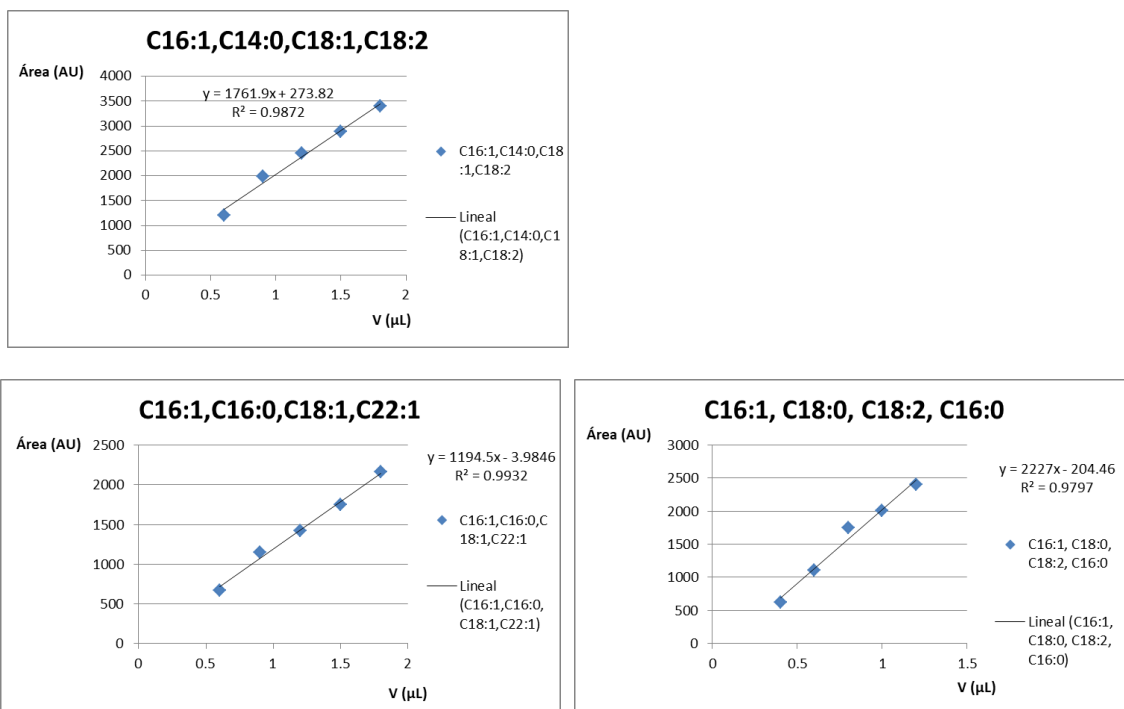 C16:1,C14:0,C18:1,C18:2
Área (AU)
4000
3500
3000
2500
2000
1500
1000
500
0
y = 1761.9x + 273.82
R² = 0.9872
0 0.5 1 1.5 2
V (µL)
C16:1,C14:0,C18
:1,C18:2
Lineal
(C16:1,C14:0,C1
8:1,C18:2)
C16:1,C16:0,C18:1,C22:1
Área (AU)
2500
2000
1500
1000
500
0
0 0.5 1 1.5 2
V (µL)
y = 1194.5x - 3.9846
R² = 0.9932
C16:1,C16:0,C
18:1,C22:1
Lineal
(C16:1,C16:0,
C18:1,C22:1)
C16:1, C18:0, C18:2, C16:0
Área (AU)
3000
2500
2000
1500
1000
500
0
0 0.5 1 1.5
V (µL)
y = 2227x - 204.46
R² = 0.9797
C16:1, C18:0,
C18:2, C16:0
Lineal (C16:1,
C18:0, C18:2,
C16:0)